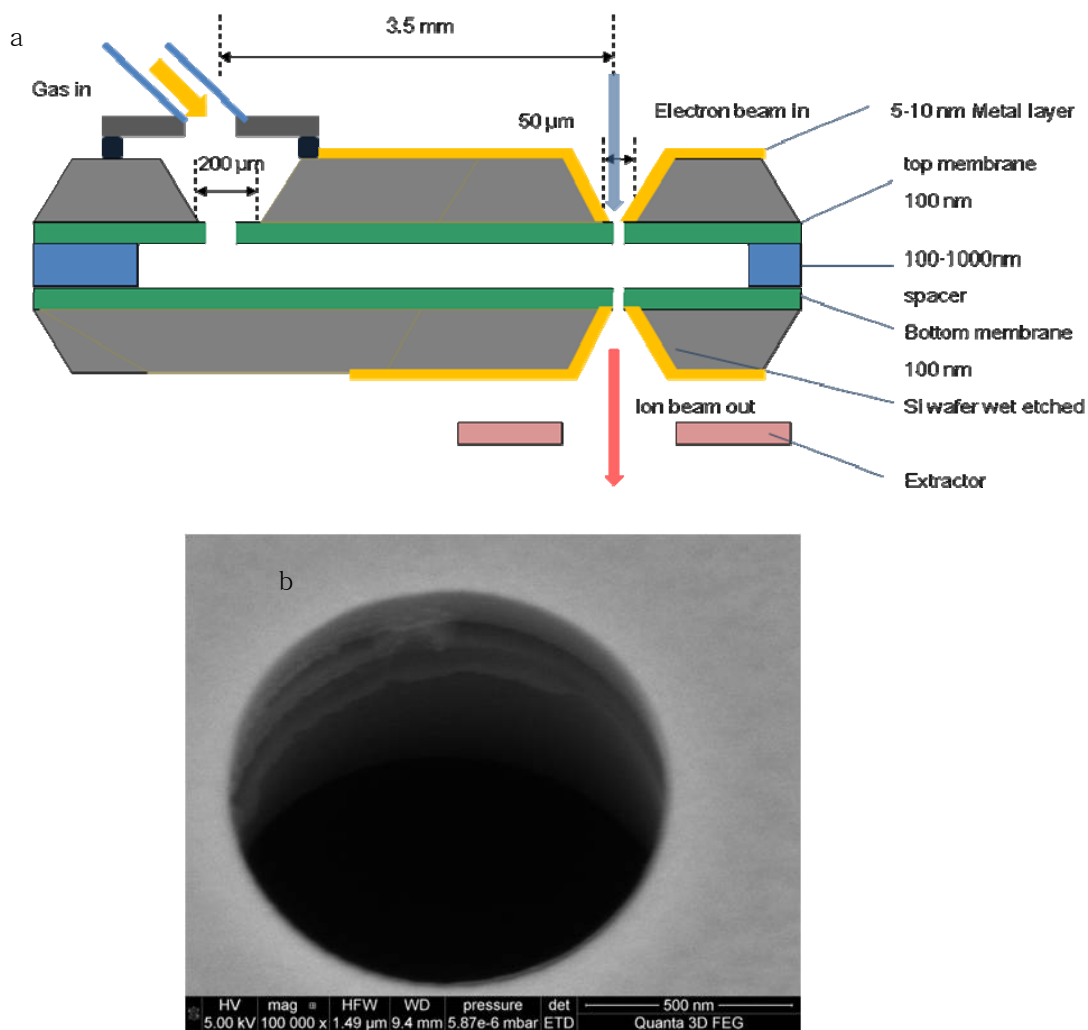 a
3.5 mm
Gas in
Electron beam in
5-10 nm Metal layer
50 µm
200 µm
top membrane
100 nm
100-1000nm
spacer
Bottom membrane
100 nm
Ion beam out
Si wafer wet etched
Extractor
b
HV mag HFW WD pressure det 500 nm
5.00 kV 100 000 x 1.49 µm 9.4 mm 5.87e-6 mbar ETD Quanta 3D FEG